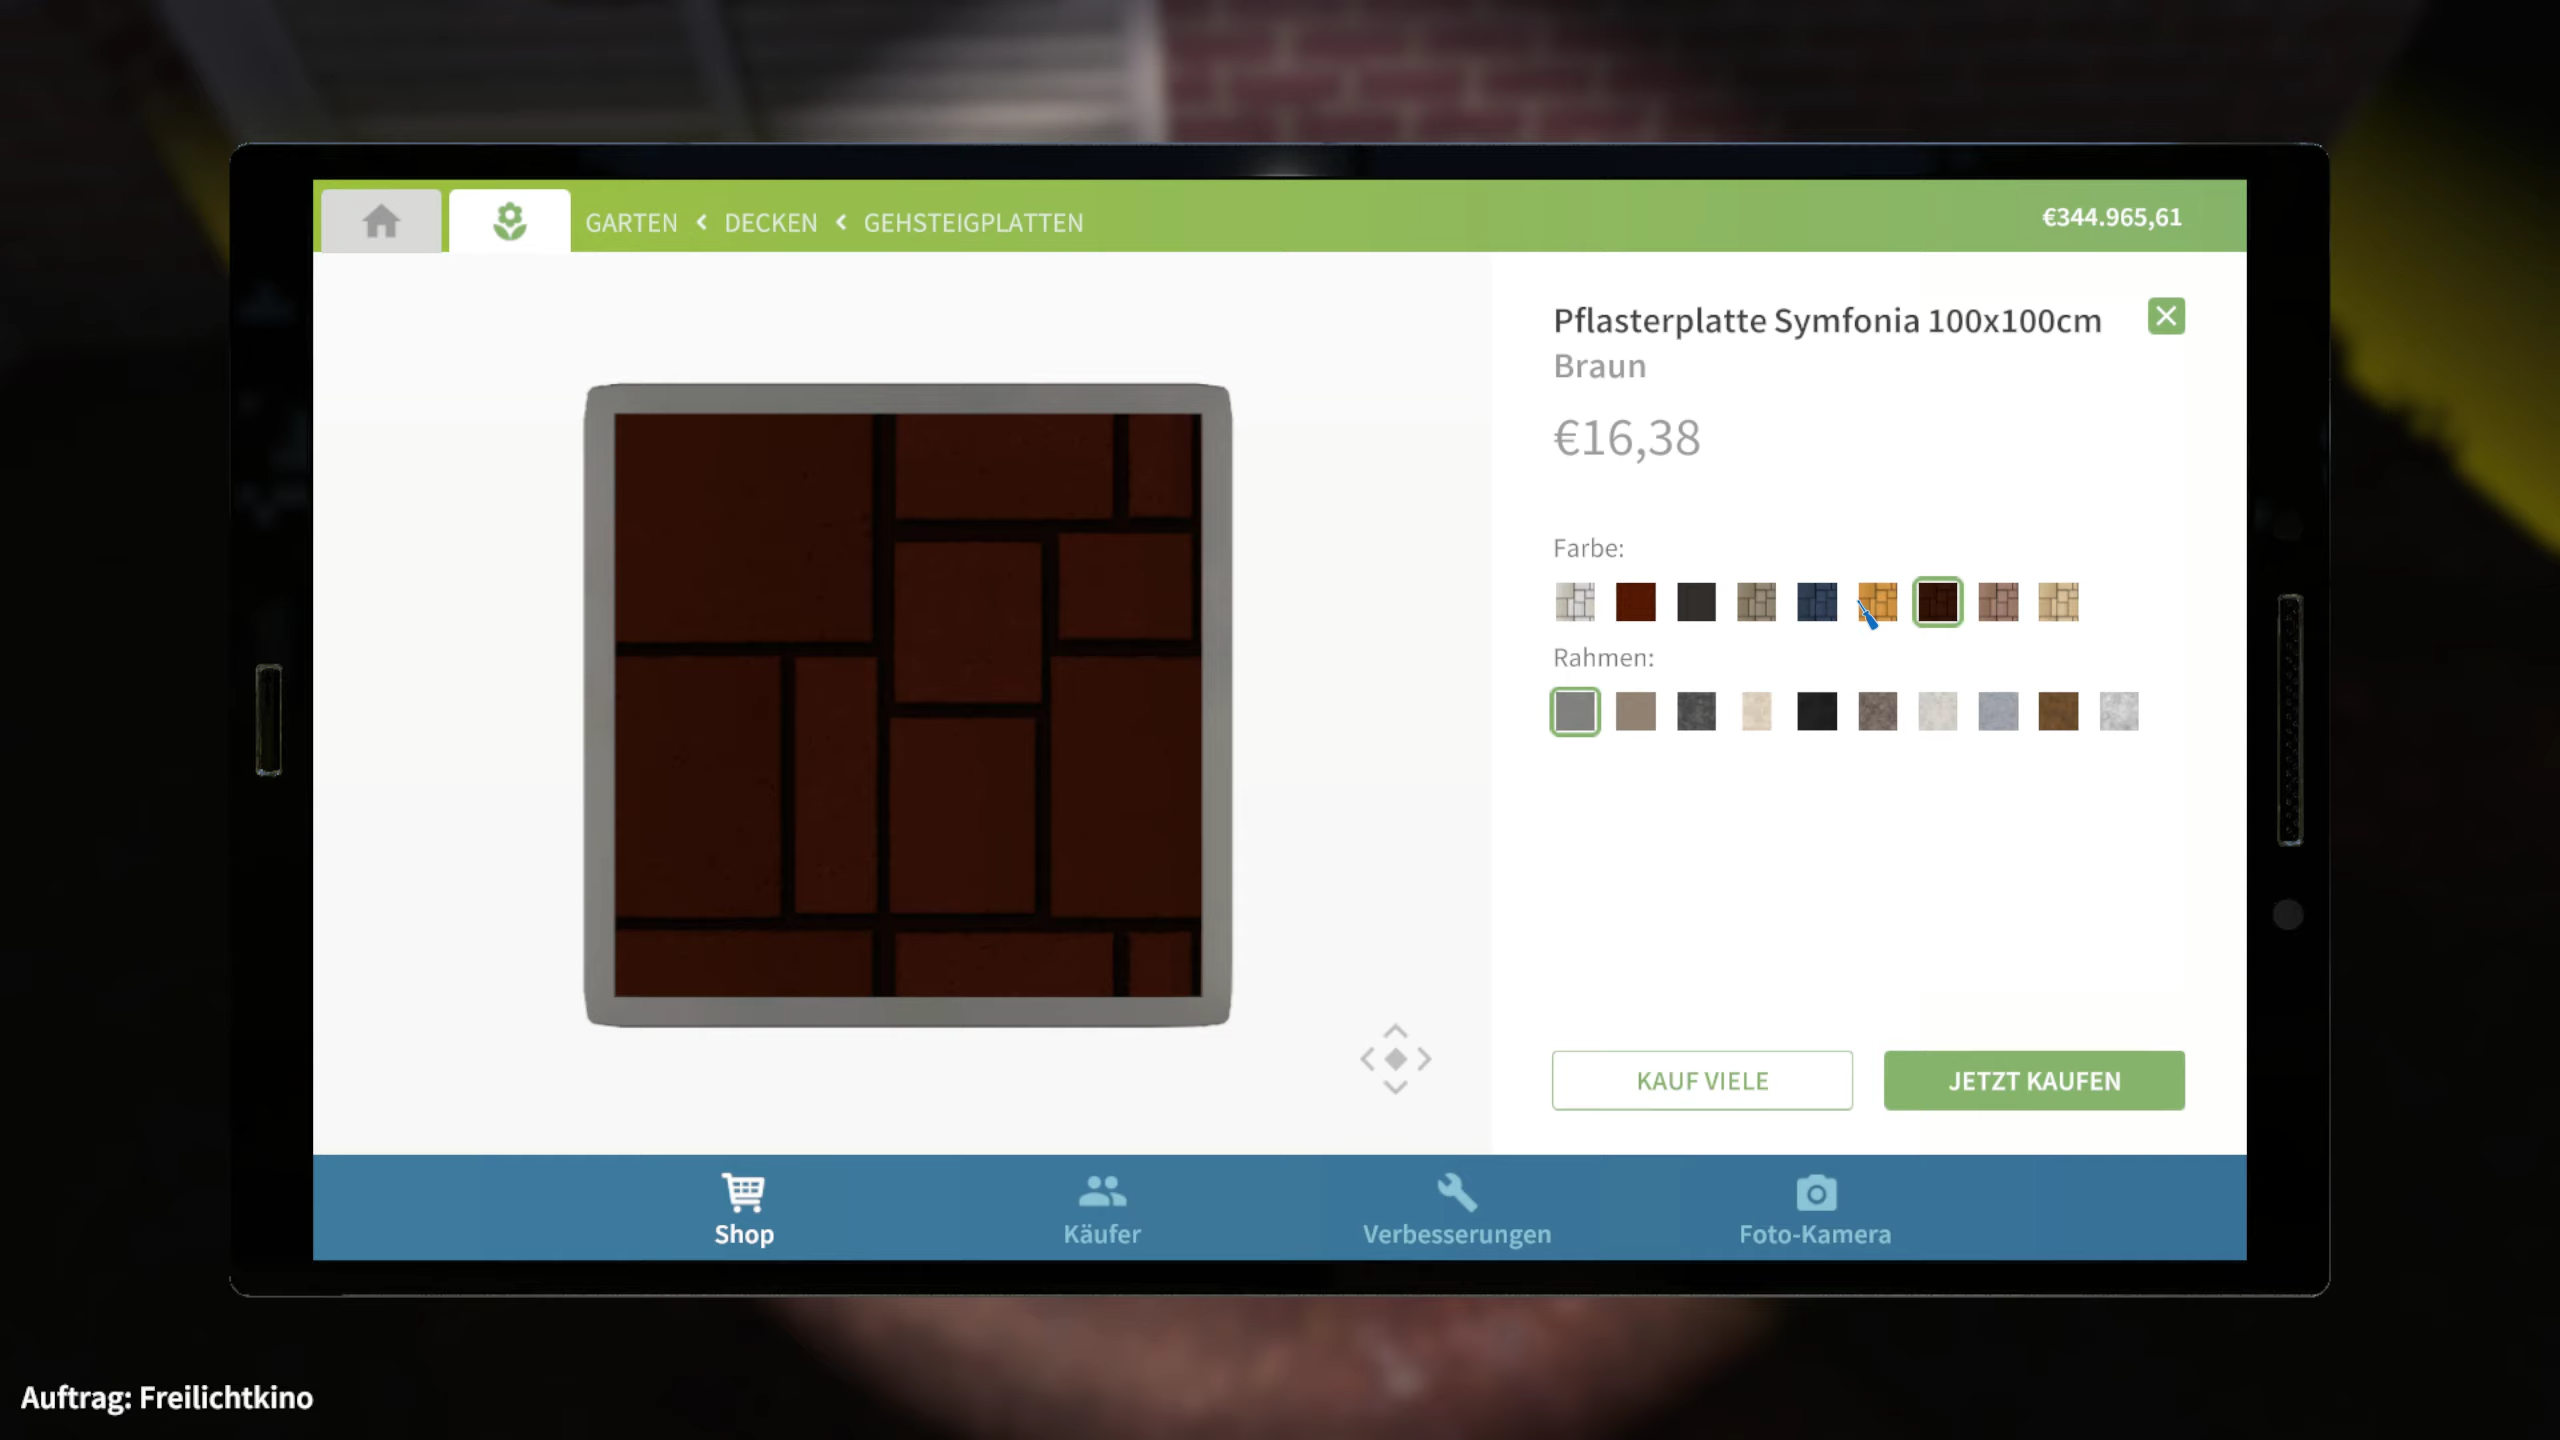 GARTEN < DECKEN < GEHSTEIGPLATTEN
€344.965,61
Pflasterplatte Symfonia 100x100cm
Braun
€16,38
Farbe:
Rahmen:
KAUF VIELE
JETZT KAUFEN
Shop
Käufer
Verbesserungen
Foto-Kamera
Auftrag: Freilichtkino